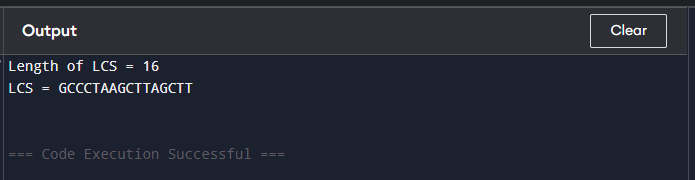 Output
Clear
Length of LCS = 16
LCS = GCCCTAAGCTTAGCTT
=== Code Execution Successful ===